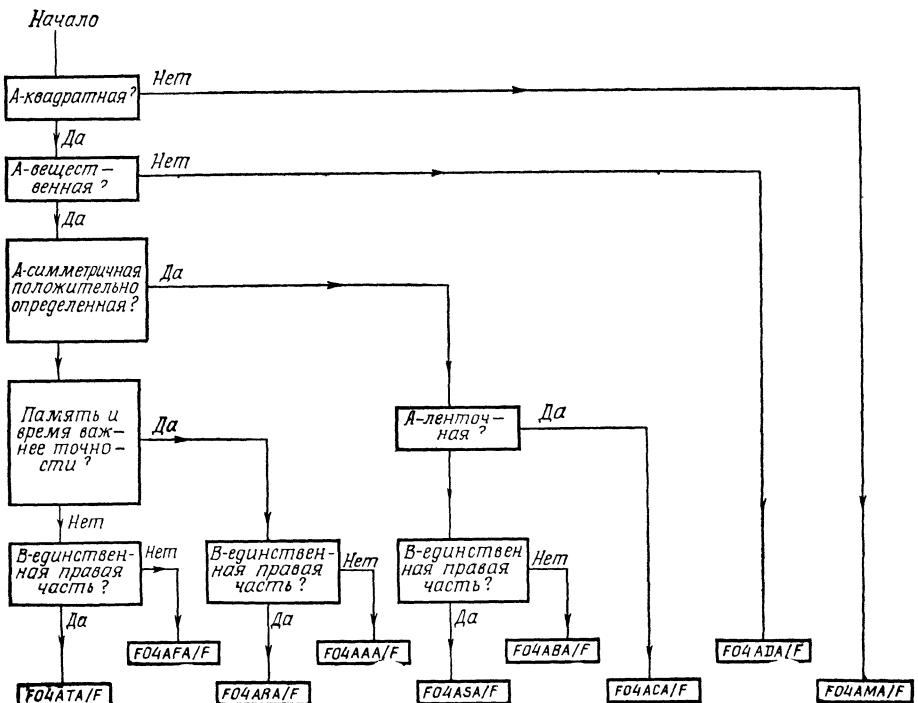 Начало
Нет
А-квадратная?
Да
А-вещест-
венная?
Нет
Да
А-симметричная
положительно
определенная?
Да
Память и
время важ-
нее точно-
сти?
Да
А-ленточ-
ная?
Да
Нет
В-единствен-
ная правая
часть?
Нет
Да
В-единствен-
ная правая
часть?
Нет
Да
В-единствен
ная правая
часть?
Нет
Да
F04AFA/F
F04AAA/F
F04ABA/F
F04ADA/F
F04ATA/F
F04ARA/F
F04ASA/F
F04ACA/F
F04AMA/F